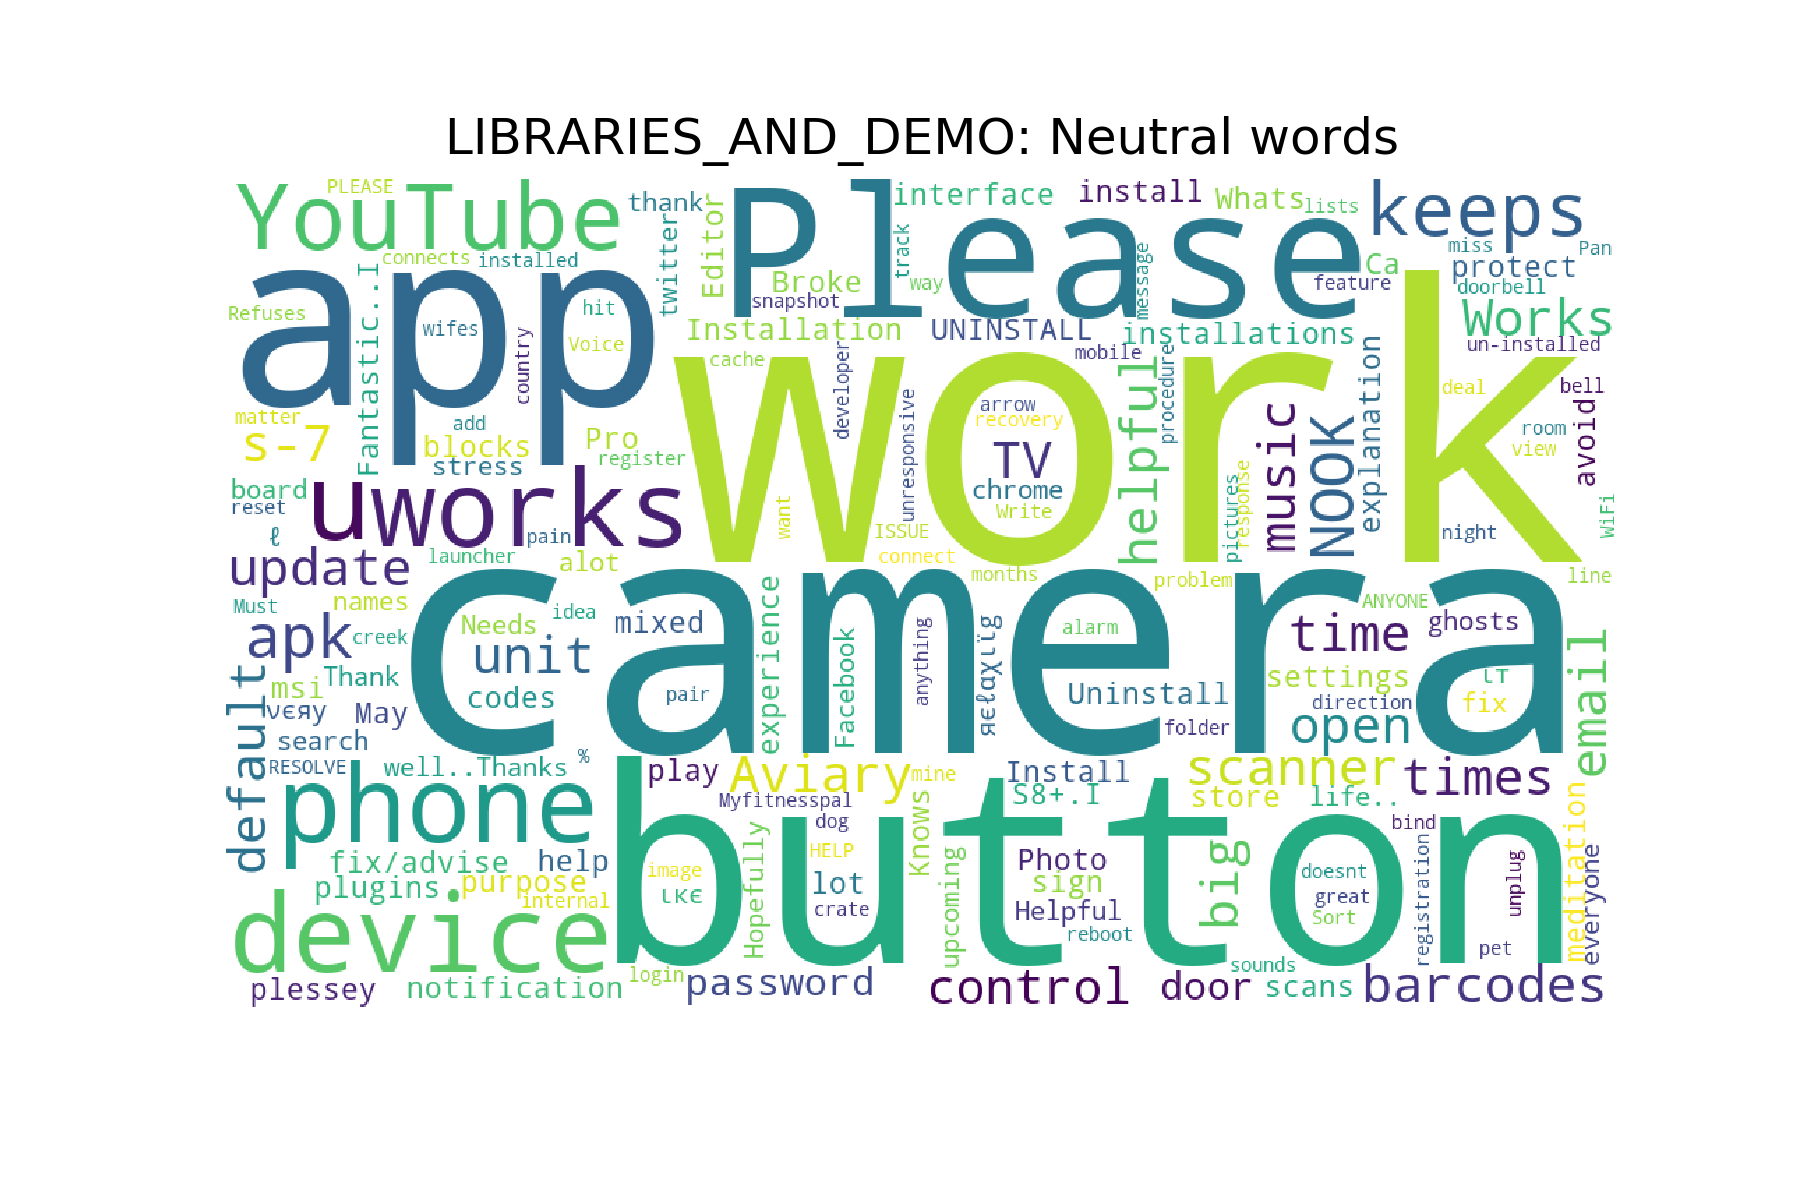 LIBRARIES_AND_DEMO: Neutral words
PLEASE
YouTube
thank
twitter
Editor
Please
interface
install
Whats
lists
keeps
connects
installed
Fantastic..I
Broke
snapshot
track
way
message
feature
Ca
miss
Pan
protect
doorbell
Works
un-installed
Refuses
app
wifes
hit
Voice
country
Installation
UNINSTALL
installations
mobile
cache
developer
work
procedure
helpful
explanation
deal
bell
matter
s-7
add
blocks
stress
Pro
register
unresponsive
arrow
recovery
TV
chrome
Write
music
NOOK
room
view
avoid
board
reset
ℓ
u
works
pain
want
ISSUE
connect
months
pictures
response
night
WiFi
update
launcher
alot
problem
line
Must
names
creek
apk
Needs
idea
unit
mixed
camera
experience
Facebook
anything
яєℓαχιïg
alarm
ANYONE
time
ghosts
default
msi
Thank
νєяу
May
codes
pair
Uninstall
folder
settings
direction
ιт
fix
open
email
search
RESOLVE
well..Thanks
%
play
Aviary
mine
Install
scanner
times
phone
Myfitnesspal
dog
S8+.I
store
life..
bind
button
Hopefully
HELP
Knows
upcoming
Photo
sign
Helpful
reboot
big
doesnt
great
Sort
registration
unplug
meditation
everyone
fix/advise
help
plugins.
purpose
internal
image
ιкє
lot
crate
device
pet
plessey
notification
login
password
control
door
sounds
scans
barcodes